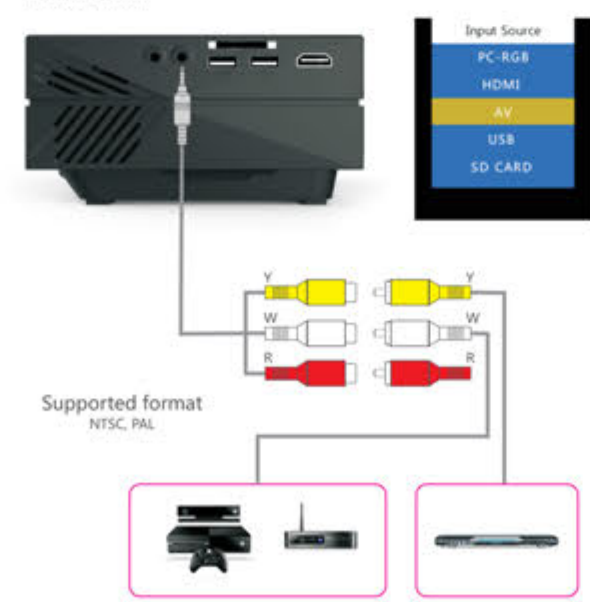 Input Source
PC-RGB
HDMI
AV
USB
SD CARD
Y
Y
W
W
R
R
Supported format
NTSC, PAL